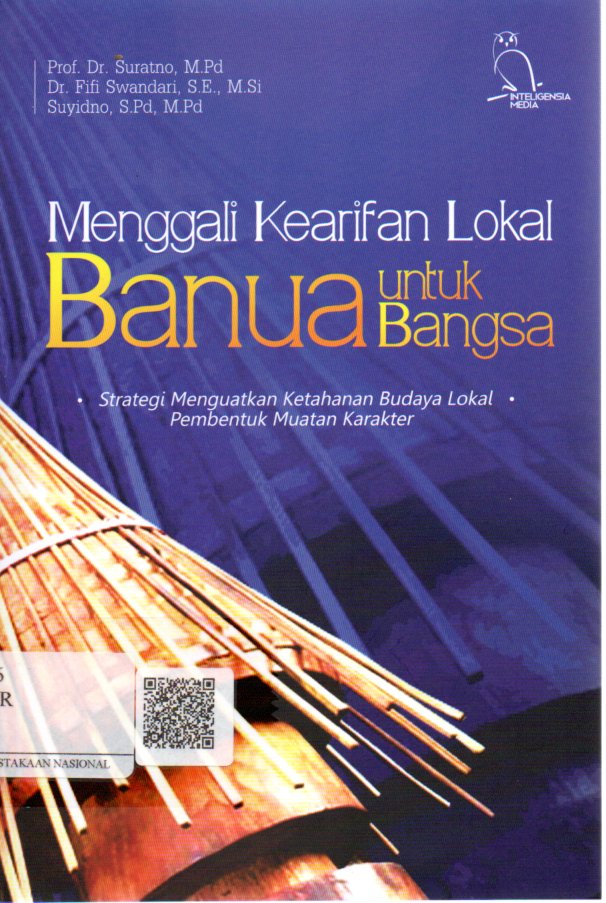 Prof. Dr. Suratno, M.Pd
Dr. Fifi Swandari, S.E., M.Si
Suyidno, S.Pd, M.Pd
INTELIGENSIA
MEDIA
Menggali Kearifan Lokal
Banua untuk
Bangsa
• Strategi Menguatkan Ketahanan Budaya Lokal •
Pembentuk Muatan Karakter
R
STAKAAN NASIONAL